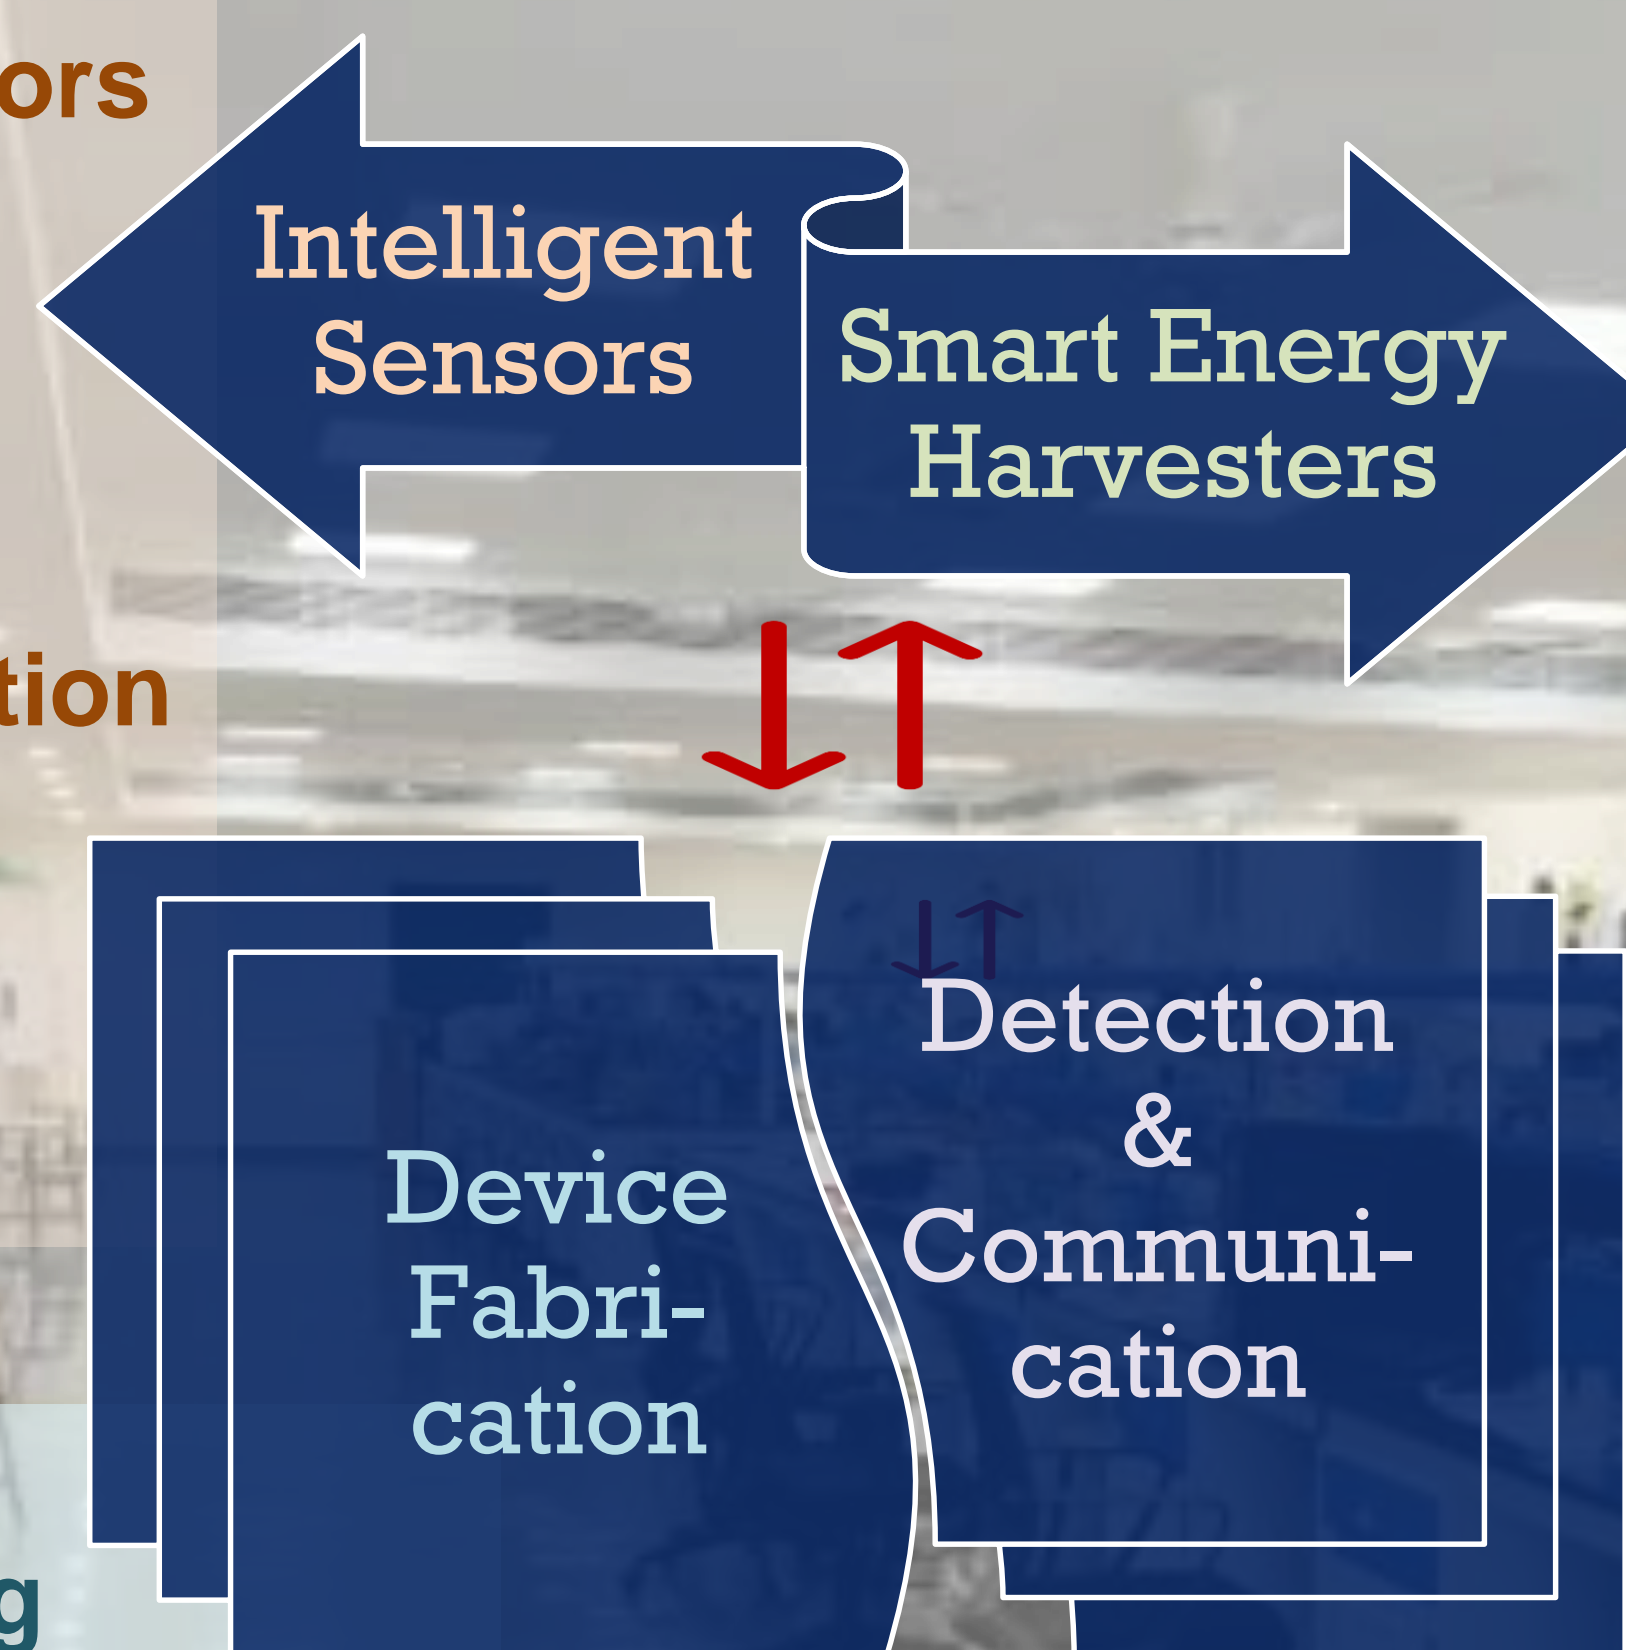 ors
Intelligent
Sensors
Smart Energy
Harvesters
tion
Detection
&
Communi-
cation
Device
Fabri-
cation
g